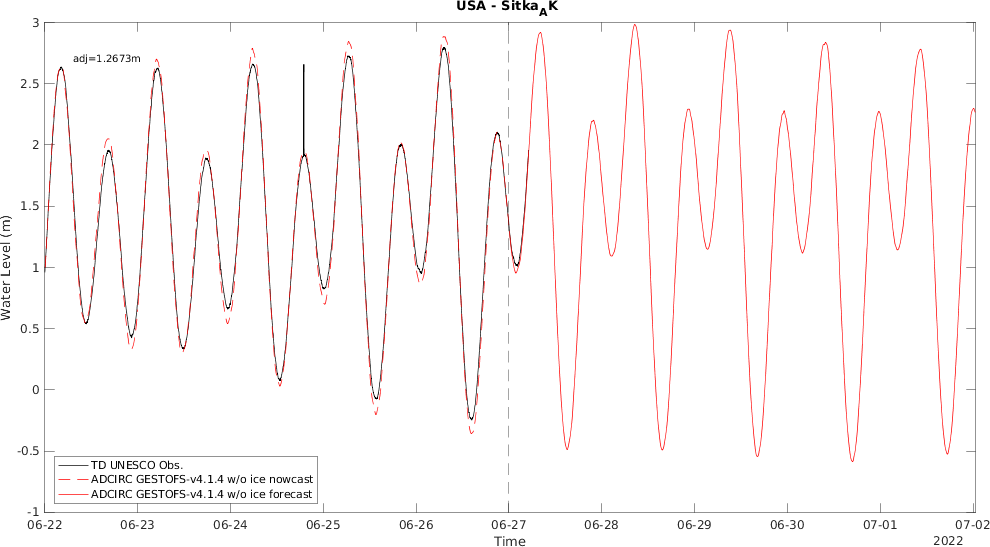 USA - Sitka_AK
3
adj=1.2673m
2.5
2
1.5
1
0.5
0
-0.5
-1
Water Level (m)
TD UNESCO Obs.
ADCIRC GESTOFS-v4.1.4 w/o ice nowcast
ADCIRC GESTOFS-v4.1.4 w/o ice forecast
06-22 06-23 06-24 06-25 06-26 06-27 06-28 06-29 06-30 07-01 07-02
Time
2022